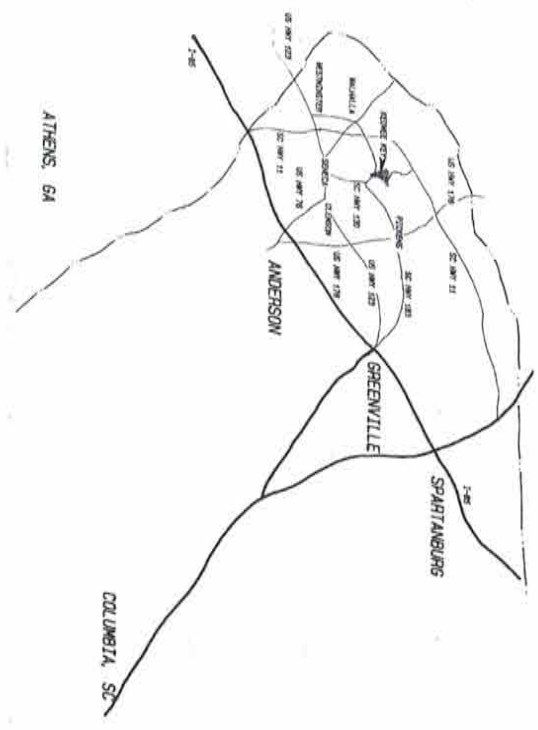 US HWY 123
I-85
WESTMINSTER
WALHALLA
KEOWEE KEY
US HWY 178
SC HWY 11
SC HWY 11
SENECA
SC HWY 130
PICKENS
US HWY 76
CLEMSON
SC HWY 183
US HWY 123
US HWY 178
ANDERSON
GREENVILLE
SPARTANBURG
I-85
ATHENS, GA
COLUMBIA, SC